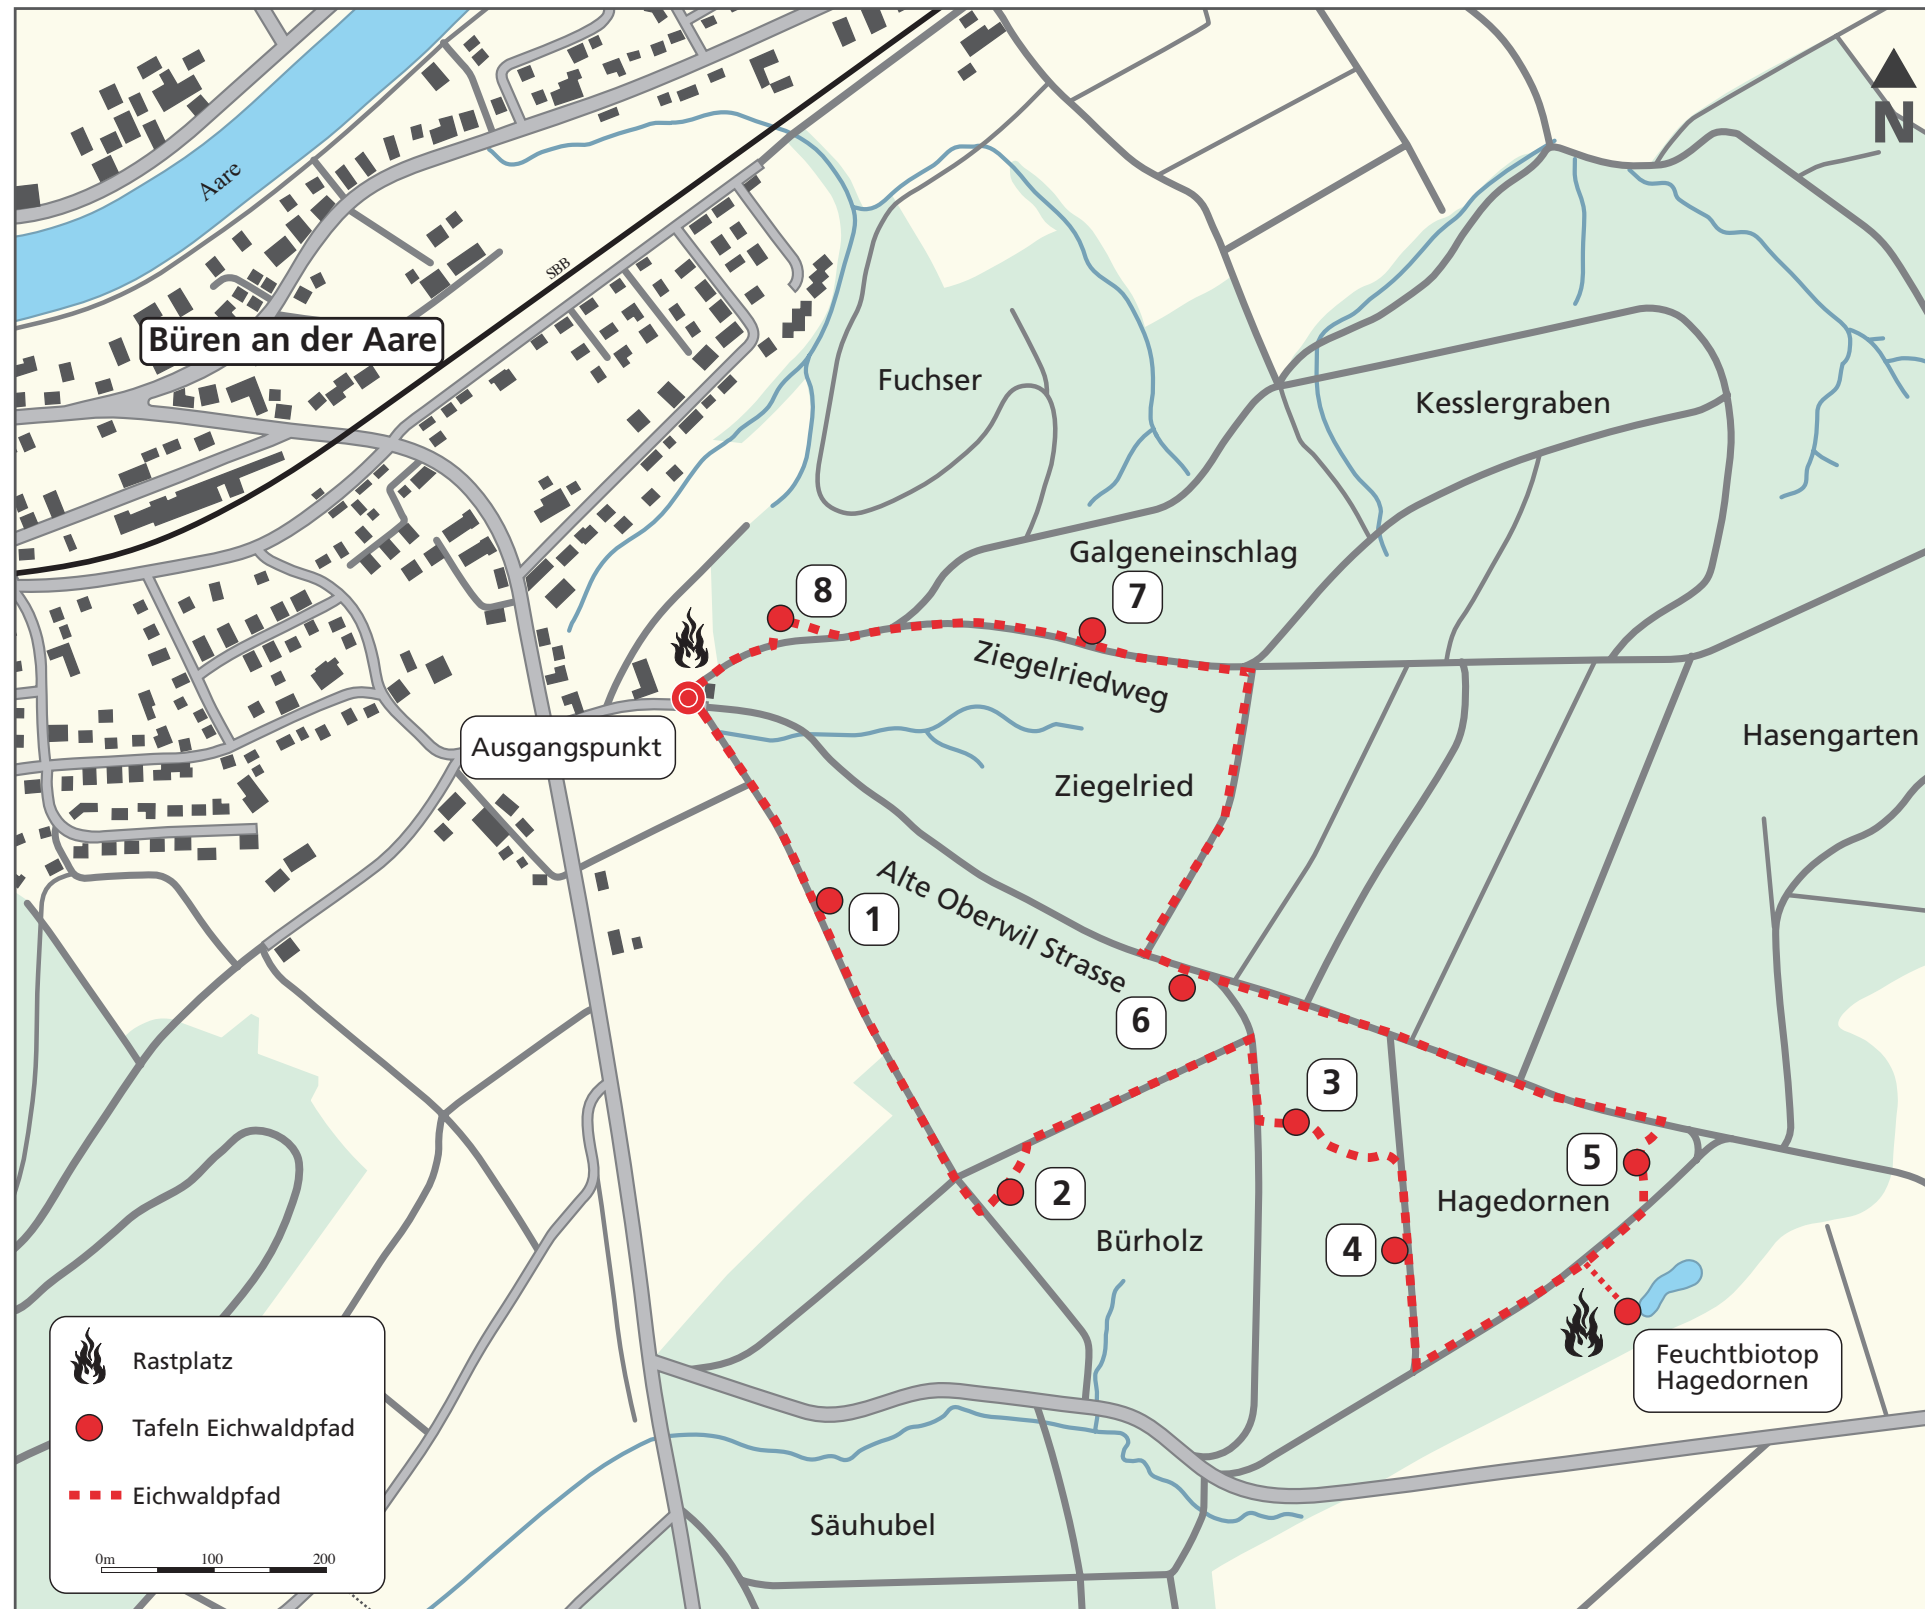 N
Aare
SBB
Büren an der Aare
Fuchser
Kesslergraben
Galgeneinschlag
8
7
Ziegelriedweg
Ausgangspunkt
Hasengarten
Ziegelried
Alte Oberwil Strasse
1
6
3
5
2
Hagedornen
4
Bürholz
Feuchtbiotop
Hagedornen
Rastplatz
Tafeln Eichwaldpfad
Eichwaldpfad
0m 100 200
Säuhubel